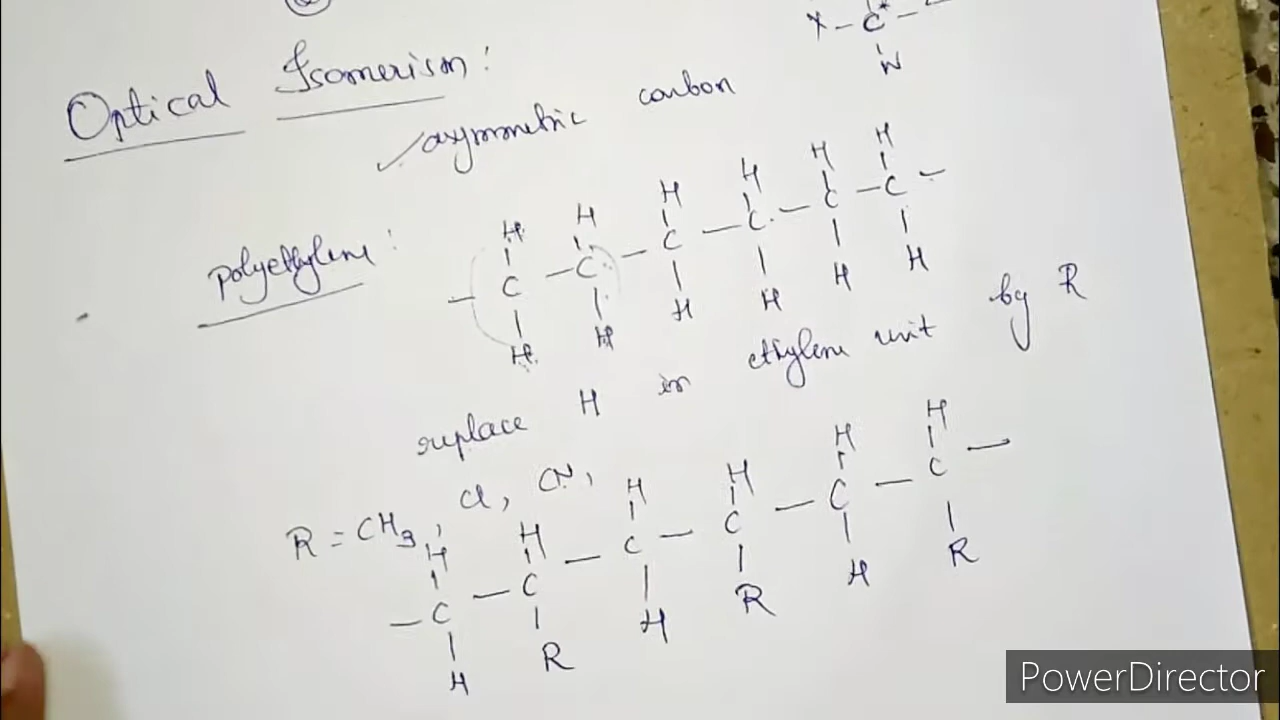 X - C* -
W
Optical Isomerism:
✓asymmetric carbon
polyethylene:
H H H H H H
- C - C - C - C - C - C -
H H H H H H
replace H in ethylene unit by R
R = CH3, Cl, CN,
H H H H H H
- C - C - C - C - C - C -
H R H R H R
PowerDirector